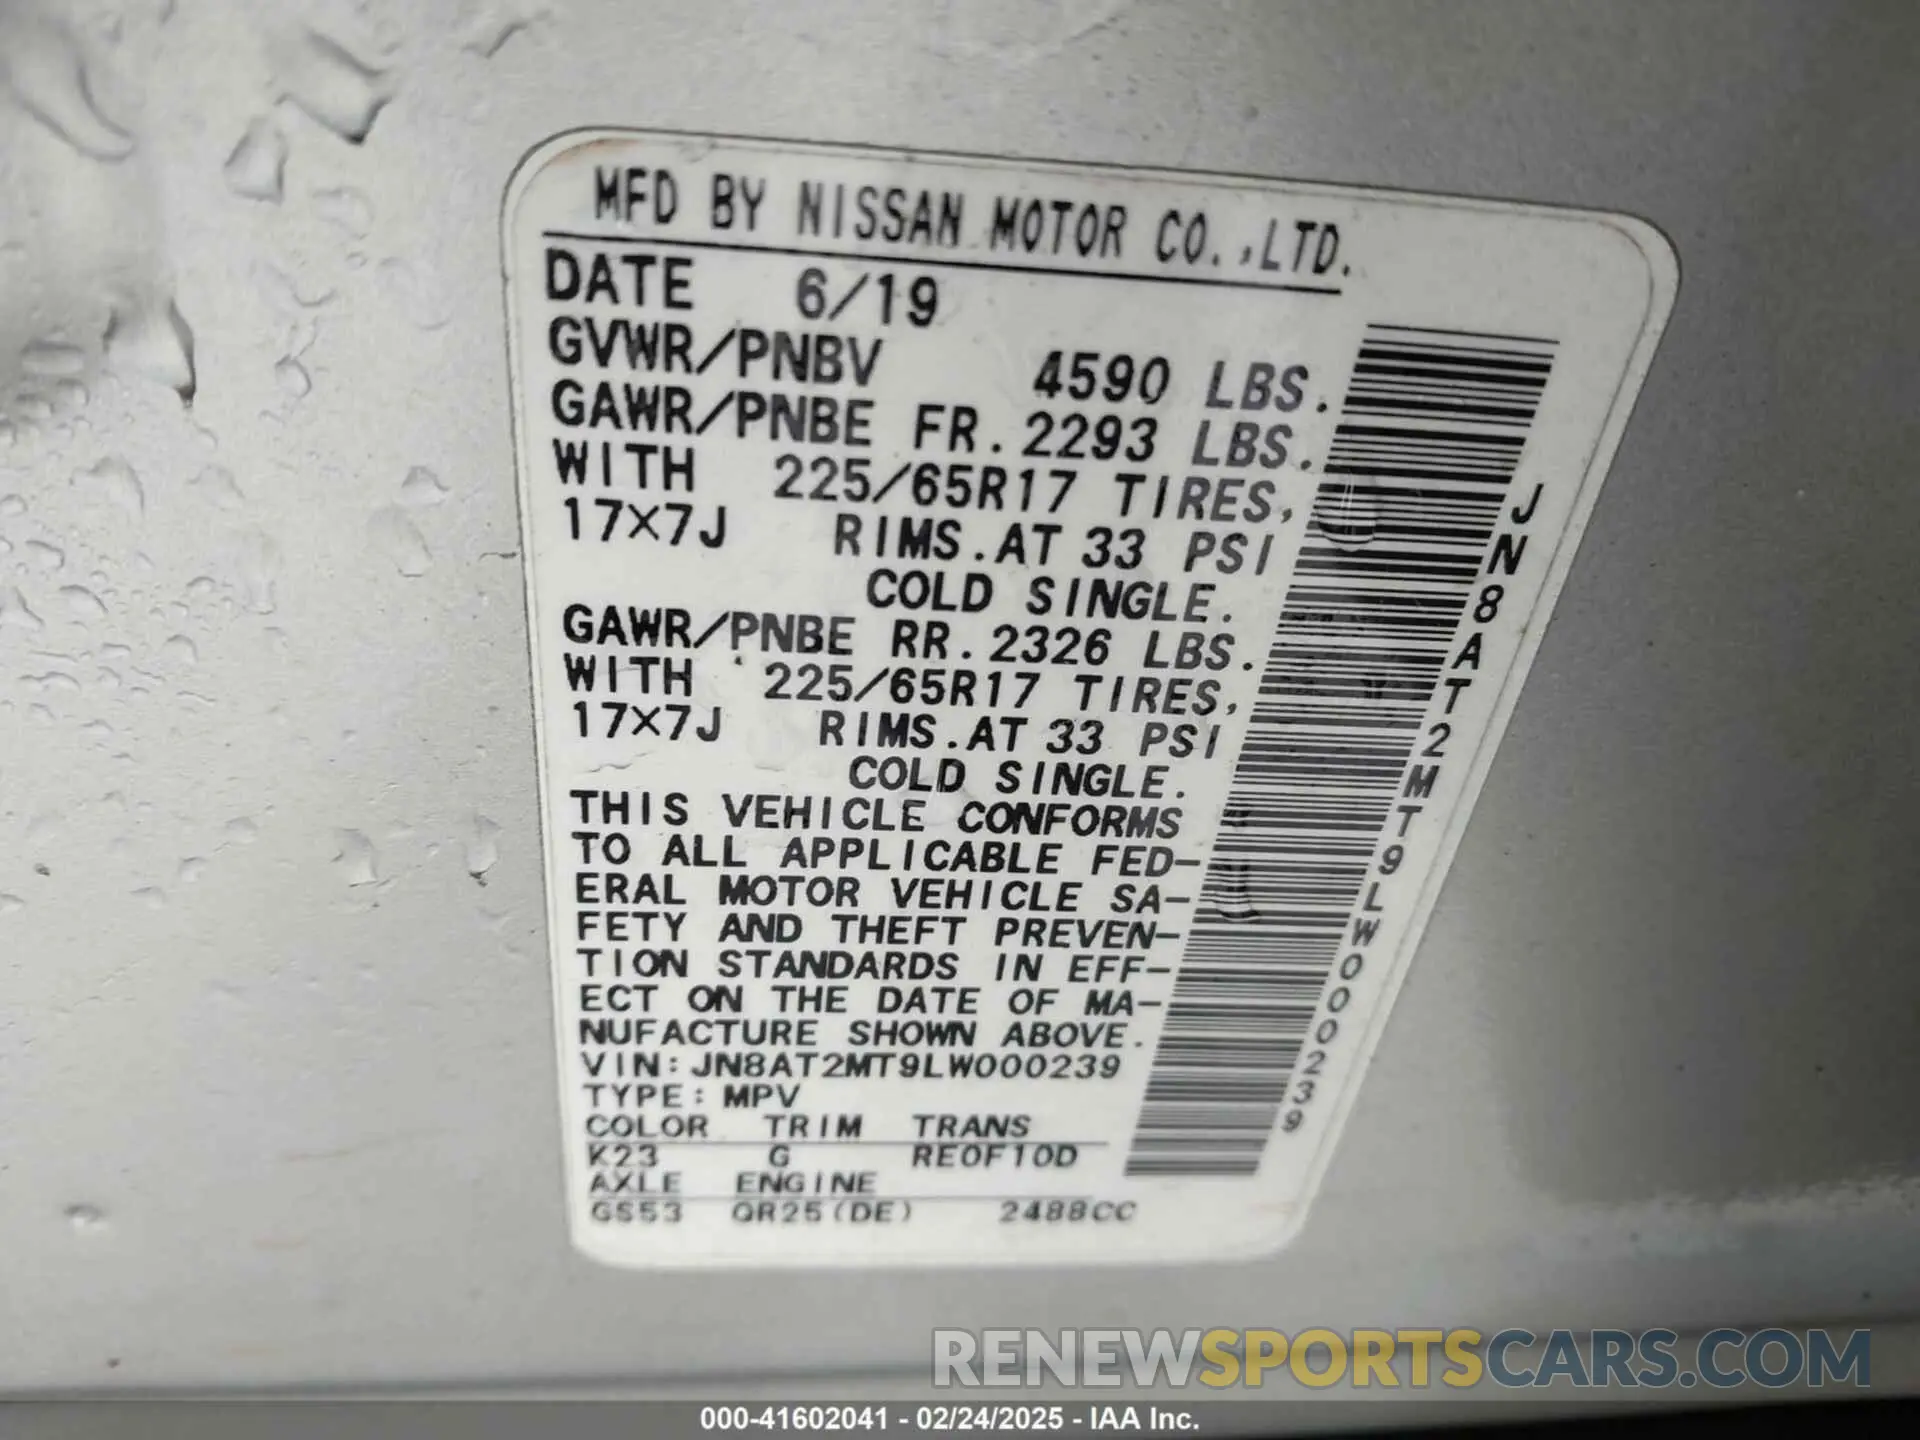 MFD BY NISSAN MOTOR CO.,LTD.
DATE 6/19
GVWR/PNBV 4590 LBS.
GAWR/PNBE FR.2293 LBS.
WITH 225/65R17 TIRES,
17×7J RIMS.AT 33 PSI
COLD SINGLE.
GAWR/PNBE RR.2326 LBS.
WITH 225/65R17 TIRES,
17×7J RIMS.AT 33 PSI
COLD SINGLE.
THIS VEHICLE CONFORMS
TO ALL APPLICABLE FED-
ERAL MOTOR VEHICLE SA-
FETY AND THEFT PREVEN-
TION STANDARDS IN EFF-
ECT ON THE DATE OF MA-
NUFACTURE SHOWN ABOVE.
VIN:JN8AT2MT9LW000239
TYPE:MPV
COLOR TRIM TRANS
K23 G RE0F10D
AXLE ENGINE
GS53 QR25(DE) 2488CC
JN8AT2MT9LW000239
RENEWSPORTSCARS.COM
000-41602041 - 02/24/2025 - IAA Inc.